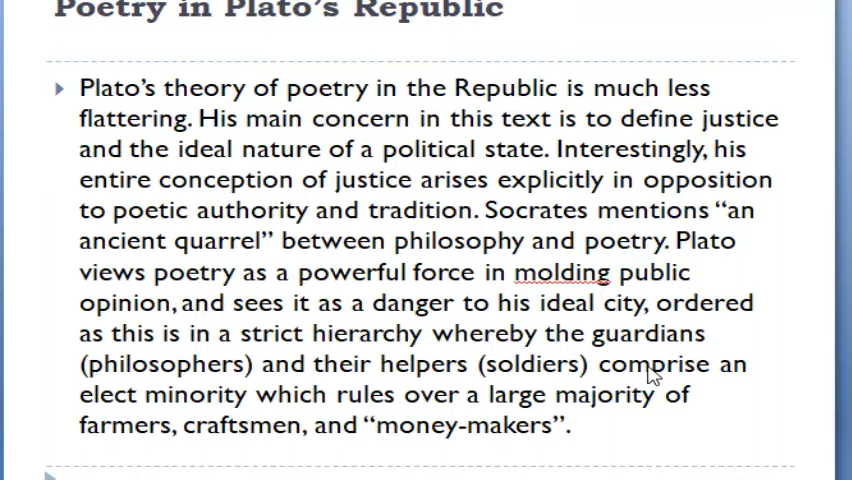 Poetry in Plato’s Republic
Plato’s theory of poetry in the Republic is much less
flattering. His main concern in this text is to define justice
and the ideal nature of a political state. Interestingly, his
entire conception of justice arises explicitly in opposition
to poetic authority and tradition. Socrates mentions “an
ancient quarrel” between philosophy and poetry. Plato
views poetry as a powerful force in molding public
opinion, and sees it as a danger to his ideal city, ordered
as this is in a strict hierarchy whereby the guardians
(philosophers) and their helpers (soldiers) comprise an
elect minority which rules over a large majority of
farmers, craftsmen, and “money-makers”.